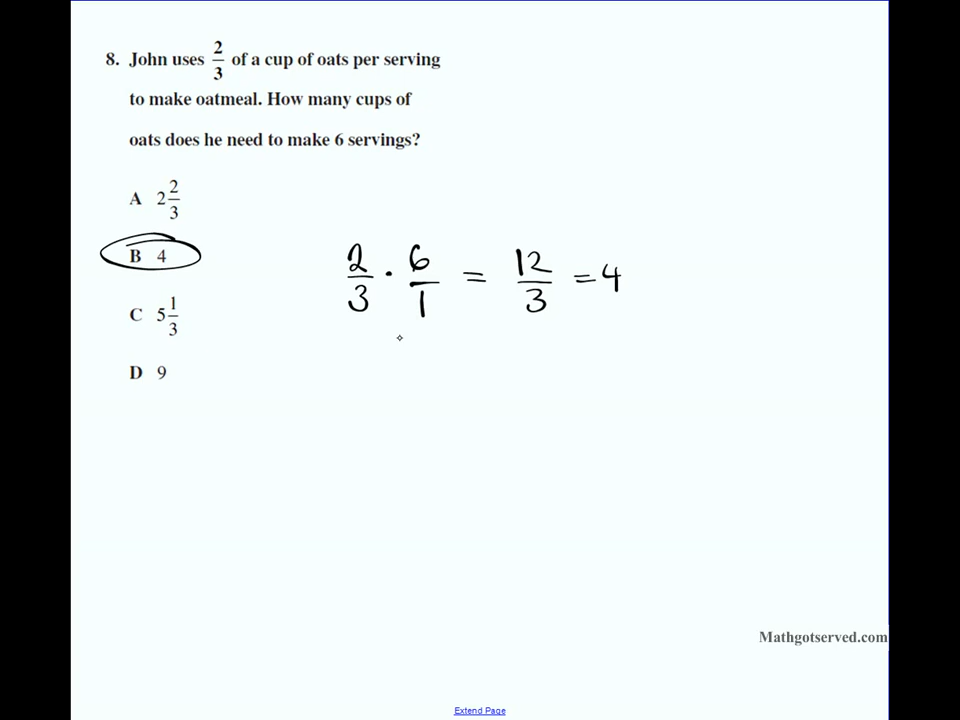 8. John uses 2/3 of a cup of oats per serving
to make oatmeal. How many cups of
oats does he need to make 6 servings?
A 2 2/3
B 4
2/3 · 6/1 = 12/3 = 4
C 5 1/3
D 9
Mathgotserved.com
Extend Page